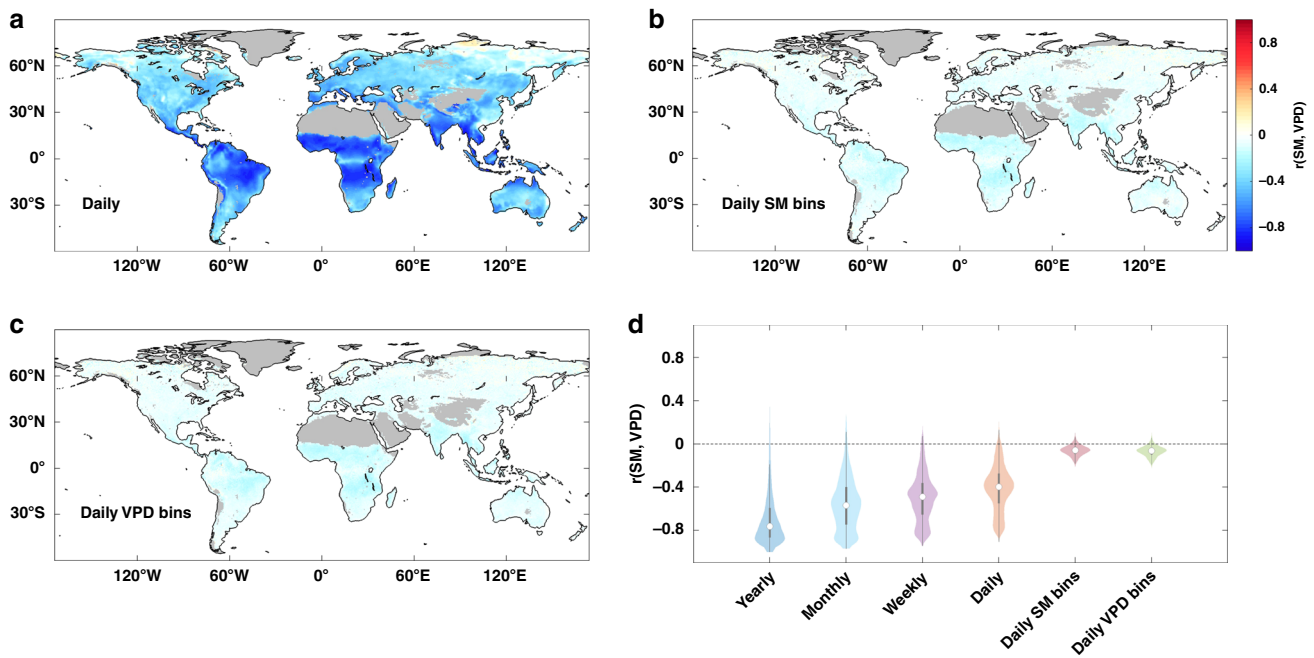 a
60°N
30°N
0°
30°S
Daily
120°W 60°W 0° 60°E 120°E
b
60°N
30°N
0°
30°S
Daily SM bins
120°W 60°W 0° 60°E 120°E
0.8
0.4
0
−0.4
−0.8
r(SM, VPD)
c
60°N
30°N
0°
30°S
Daily VPD bins
120°W 60°W 0° 60°E 120°E
d
r(SM, VPD)
0.8
0.4
0
−0.4
−0.8
Yearly
Monthly
Weekly
Daily
Daily SM bins
Daily VPD bins